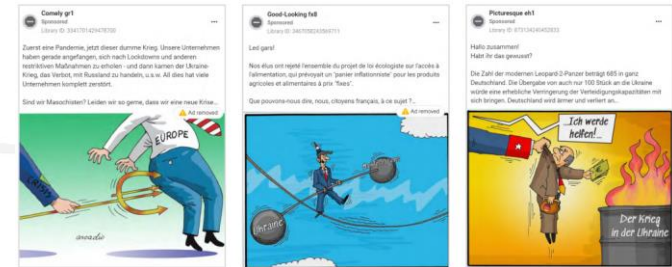 Comely gr1
Sponsored
Library ID: 3341701429478700
Zuerst eine Pandemie, jetzt dieser dumme Krieg. Unsere Unternehmen
haben gerade angefangen, sich nach Lockdowns und anderen
restriktiven Maßnahmen zu erholen - und dann kamen der Ukraine-
Krieg, das Verbot, mit Russland zu handeln, u.s.w. All dies hat viele
Unternehmen komplett zerstört.
Sind wir Masochisten? Leiden wir so gerne, dass wir eine neue Krise...
Ad removed
EUROPE
CRISIS
Good-Looking fx8
Sponsored
Led gars!
Nos élus ont rejeté l'ensemble du projet de loi écologiste sur l'accès à
l'alimentation, qui prévoyait un "panier inflationniste" pour les produits
agricoles et alimentaires à prix "fixes".
Que pouvons-nous dire, nous, citoyens français, à ce sujet ?...
Ad removed
Ukraine
Picturesque eh1
Sponsored
Hallo zusammen!
Habt ihr das gewusst?
Die Zahl der modernen Leopard-2-Panzer beträgt 685 in ganz
Deutschland. Die Übergabe von auch nur 100 Stück an die Ukraine
würde eine erhebliche Verringerung der Verteidigungskapazitäten mit
sich bringen. Deutschland wird ärmer und verliert an...
...Ich werde
helfen!...
Der Krieg
in der Ukraine